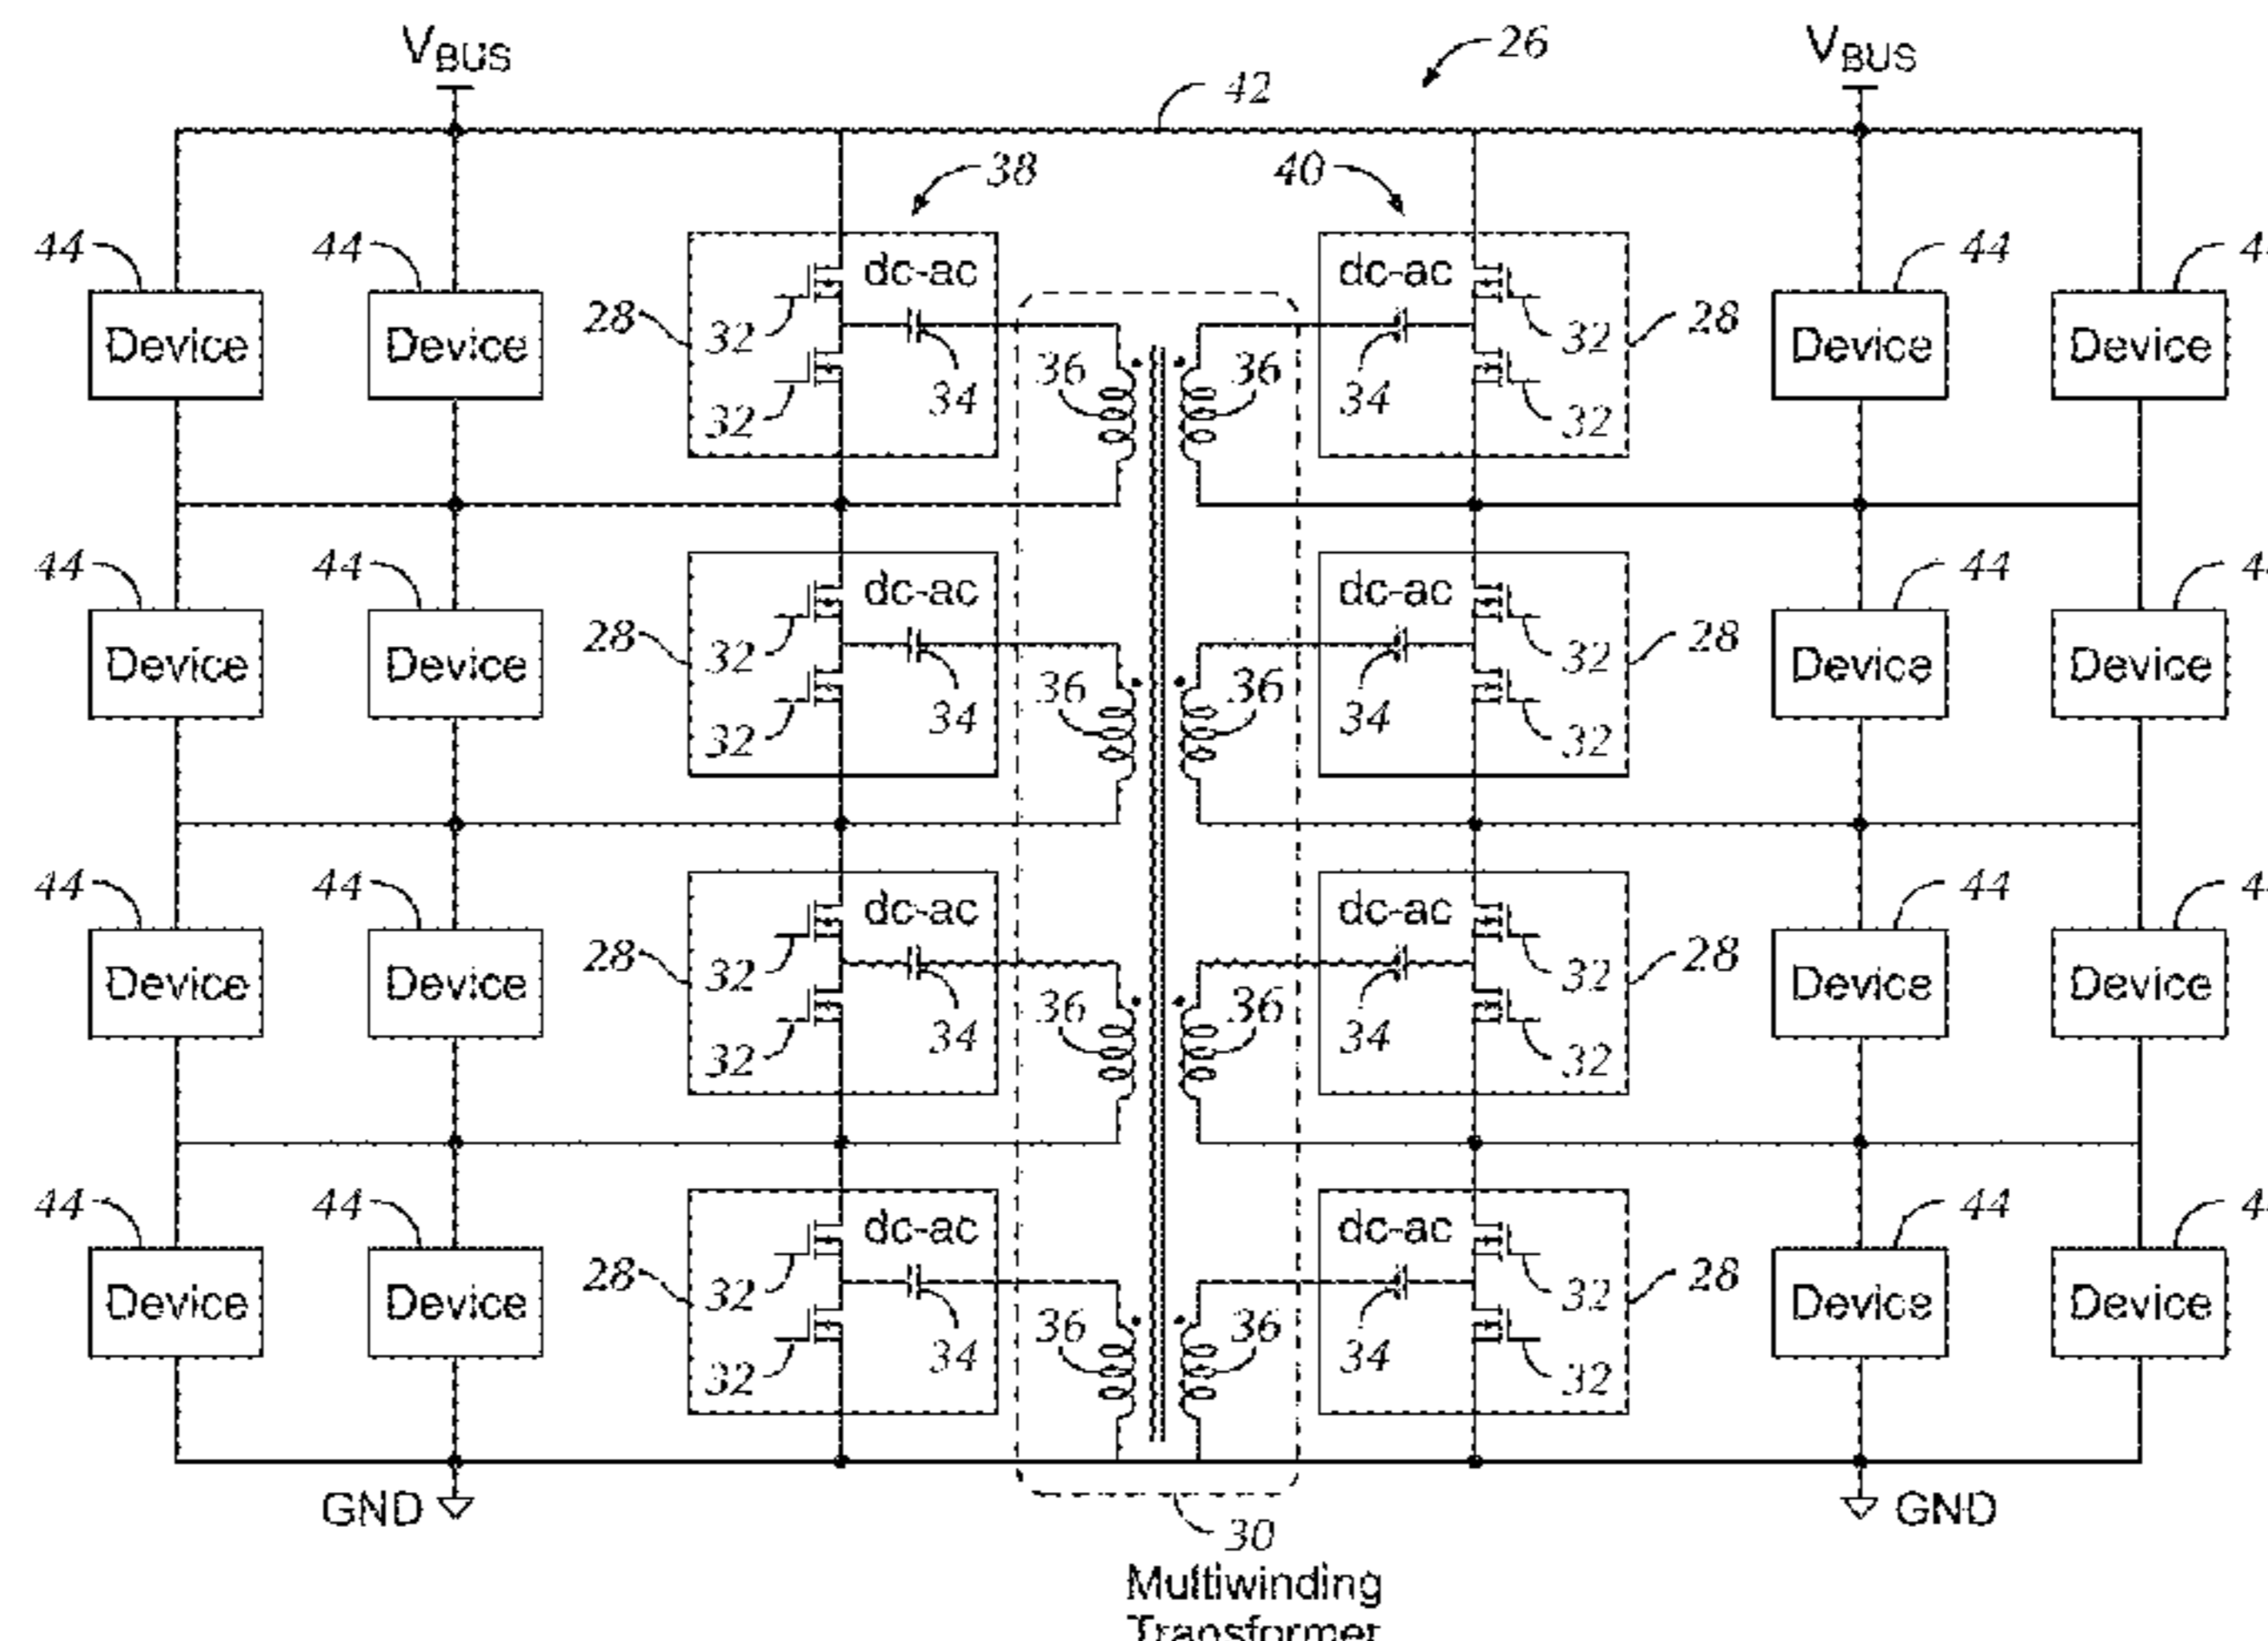 VBUS 26 VBUS
42
38 40
44 44 dc-ac dc-ac 44
28 32 34 36 36 34 32 28
Device Device 32 32 Device Device
44 44 dc-ac dc-ac 44
28 32 34 36 36 34 32 28
Device Device 32 32 Device Device
44 44 dc-ac dc-ac 44
28 32 34 36 36 34 32 28
Device Device 32 32 Device Device
44 44 dc-ac dc-ac 44
28 32 34 36 36 34 32 28
Device Device 32 32 Device Device
GND GND
30
Multiwinding
Transformer